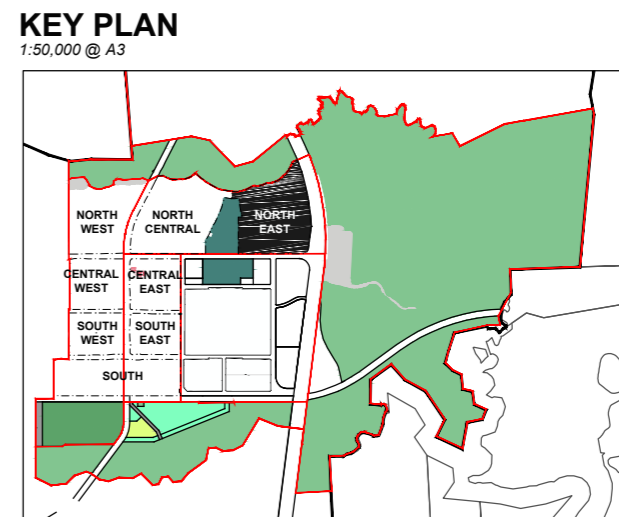 KEY PLAN
1:50,000 @ A3
NORTH
WEST
NORTH
CENTRAL
NORTH
EAST
CENTRAL
WEST
CENTRAL
EAST
SOUTH
WEST
SOUTH
EAST
SOUTH